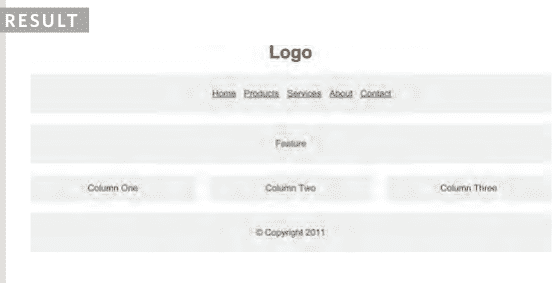 RESULT
Logo
Home Products Services About Contact
Feature
Column One Column Two Column Three
© Copyright 2011